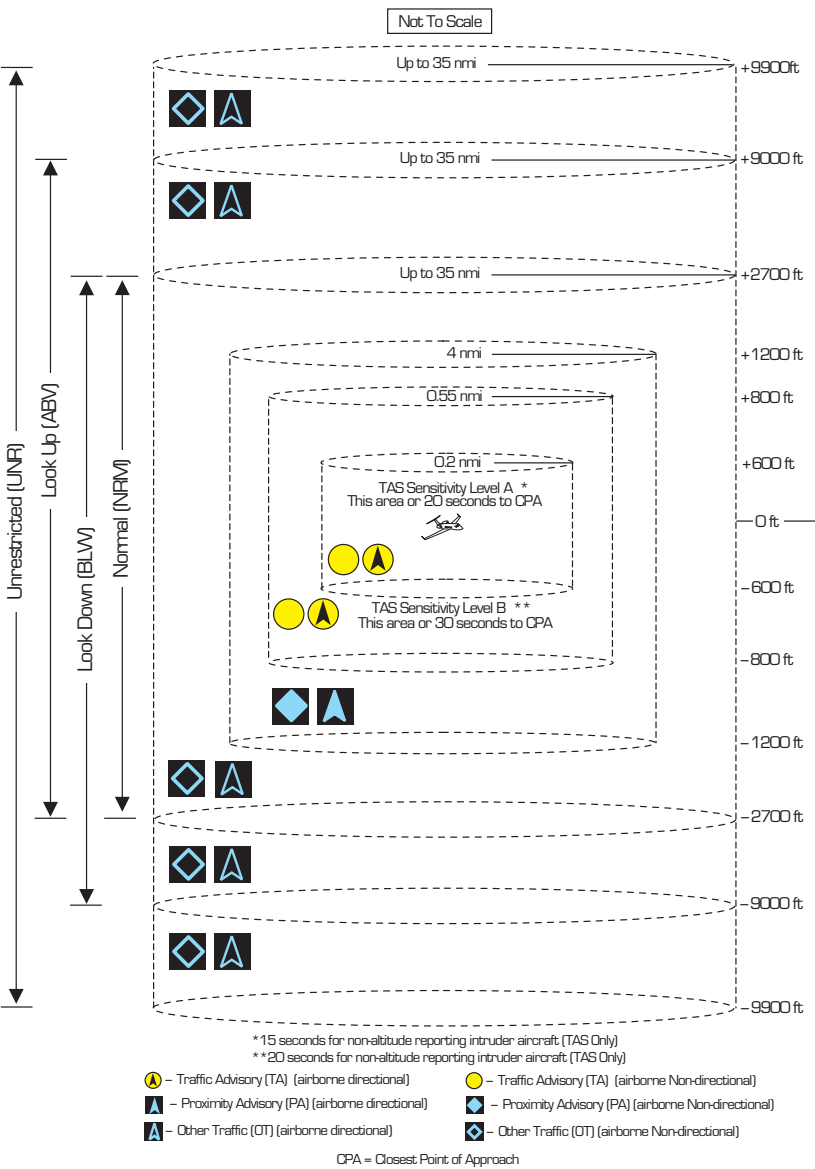 Not To Scale
Up to 35 nmi
+9900ft
Up to 35 nmi
+9000 ft
Up to 35 nmi
+2700 ft
4 nmi
+1200 ft
0.55 nmi
+800 ft
0.2 nmi
+600 ft
TAS Sensitivity Level A *
This area or 20 seconds to CPA
0 ft
-600 ft
TAS Sensitivity Level B **
This area or 30 seconds to CPA
-800 ft
-1200 ft
-2700 ft
-9000 ft
-9900 ft
Unrestricted (UNR)
Look Up (ABV)
Look Down (BLW)
Normal (NRM)
*15 seconds for non-altitude reporting intruder aircraft (TAS Only)
**20 seconds for non-altitude reporting intruder aircraft (TAS Only)
– Traffic Advisory (TA) (airborne directional)
– Traffic Advisory (TA) (airborne Non-directional)
– Proximity Advisory (PA) (airborne directional)
– Proximity Advisory (PA) (airborne Non-directional)
– Other Traffic (OT) (airborne directional)
– Other Traffic (OT) (airborne Non-directional)
CPA = Closest Point of Approach